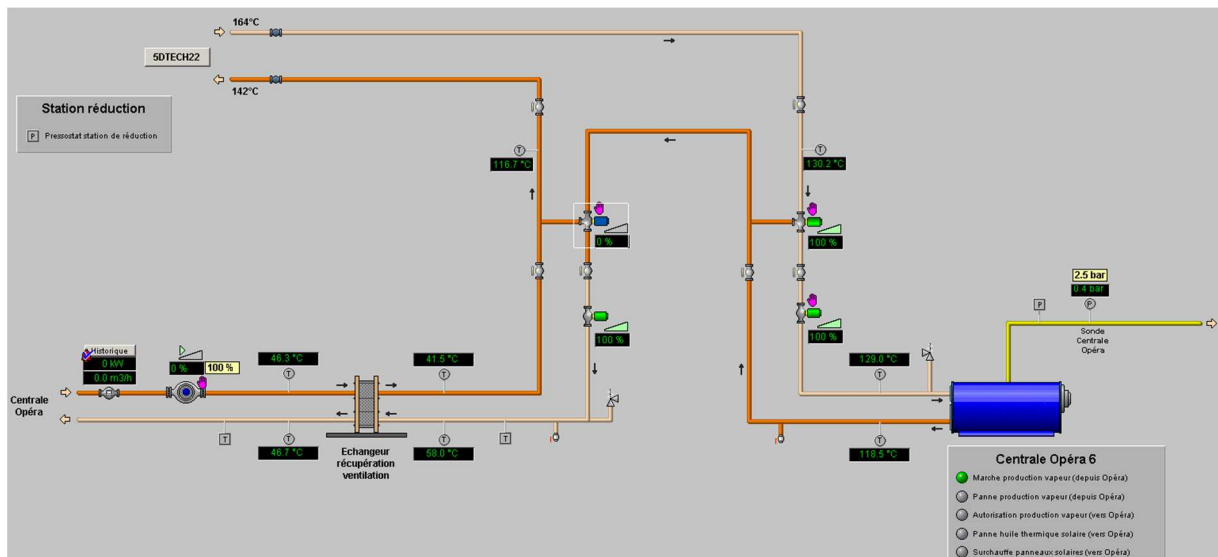 164°C
5DTECH22
142°C
Station réduction
P Pressostat station de réduction
T
116.7 °C
T
130.2 °C
0 %
100 %
100 %
100 %
2.5 bar
0.4 bar
P
P
Sonde
Centrale
Opéra
Historique
0 kW
0.0 m3/h
0 %
100 %
46.3 °C
T
41.5 °C
T
129.0 °C
T
Centrale
Opéra
T
T
46.7 °C
T
58.0 °C
T
Echangeur
récupération
ventilation
T
118.5 °C
Centrale Opéra 6
Marche production vapeur (depuis Opéra)
Panne production vapeur (depuis Opéra)
Autorisation production vapeur (vers Opéra)
Panne huile thermique solaire (vers Opéra)
Surchauffe panneaux solaires (vers Opéra)